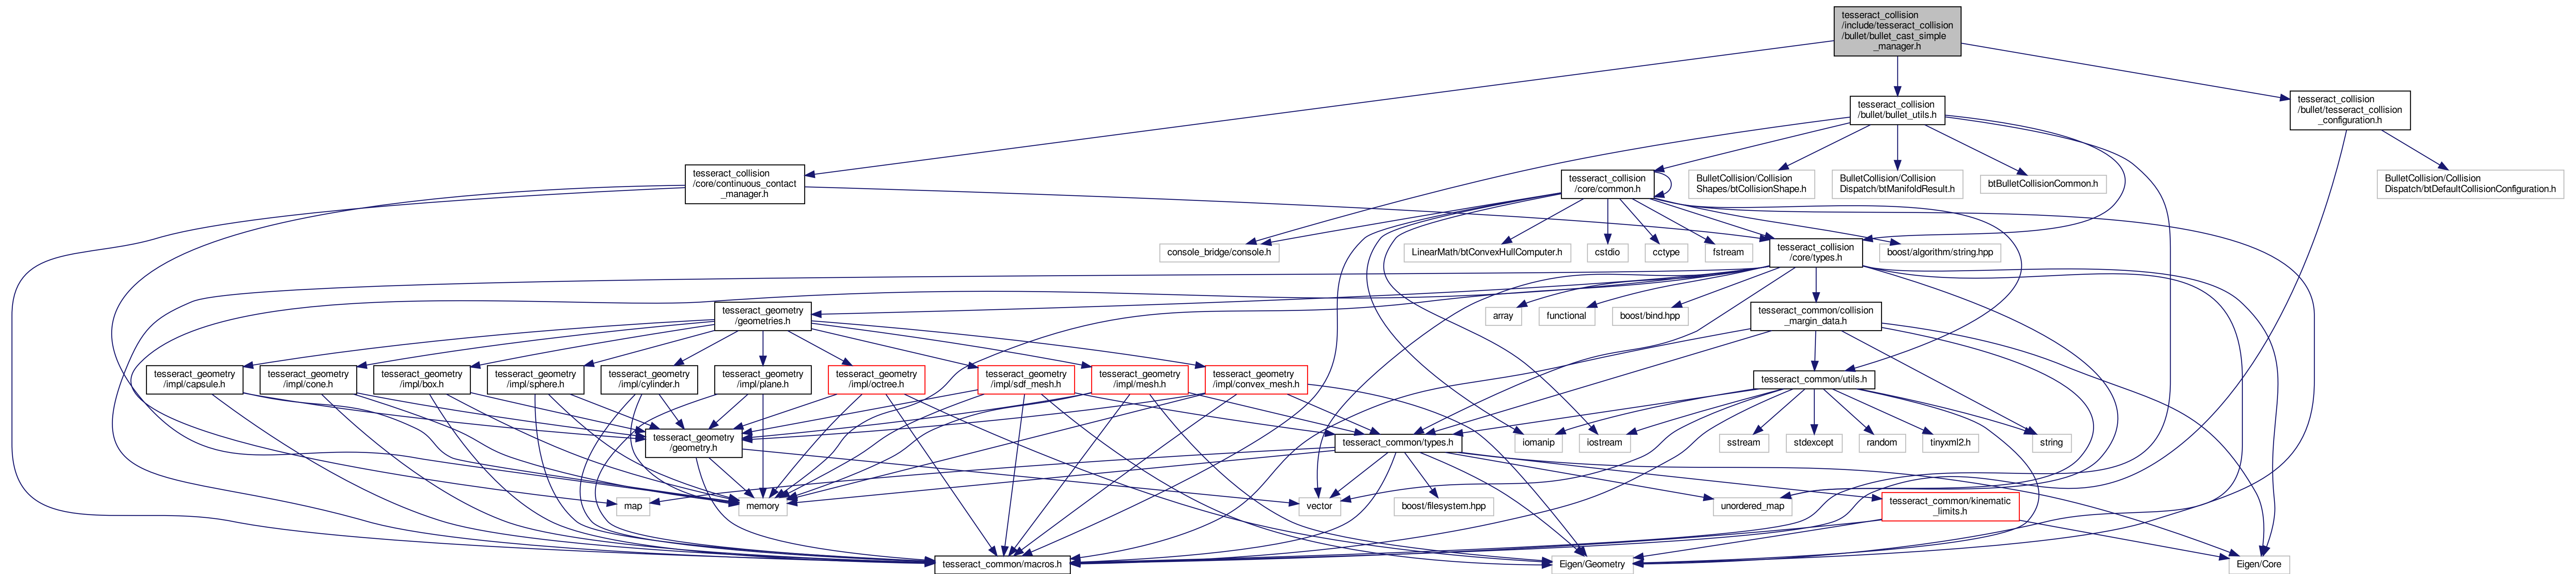 tesseract_collision
/include/tesseract_collision
/bullet/bullet_cast_simple
_manager.h
tesseract_collision
/bullet/bullet_utils.h
tesseract_collision
/bullet/tesseract_collision
_configuration.h
tesseract_collision
/core/continuous_contact
_manager.h
tesseract_collision
/core/common.h
BulletCollision/Collision
Shapes/btCollisionShape.h
BulletCollision/Collision
Dispatch/btManifoldResult.h
btBulletCollisionCommon.h
BulletCollision/Collision
Dispatch/btDefaultCollisionConfiguration.h
console_bridge/console.h
LinearMath/btConvexHullComputer.h
cstdio
cctype
fstream
tesseract_collision
/core/types.h
boost/algorithm/string.hpp
tesseract_geometry
/geometries.h
array
functional
boost/bind.hpp
tesseract_common/collision
_margin_data.h
tesseract_geometry
/impl/capsule.h
tesseract_geometry
/impl/cone.h
tesseract_geometry
/impl/box.h
tesseract_geometry
/impl/sphere.h
tesseract_geometry
/impl/cylinder.h
tesseract_geometry
/impl/plane.h
tesseract_geometry
/impl/octree.h
tesseract_geometry
/impl/sdf_mesh.h
tesseract_geometry
/impl/mesh.h
tesseract_geometry
/impl/convex_mesh.h
tesseract_common/utils.h
tesseract_geometry
/geometry.h
tesseract_common/types.h
iomanip
iostream
sstream
stdexcept
random
tinyxml2.h
string
map
memory
vector
boost/filesystem.hpp
unordered_map
tesseract_common/kinematic
_limits.h
tesseract_common/macros.h
Eigen/Geometry
Eigen/Core